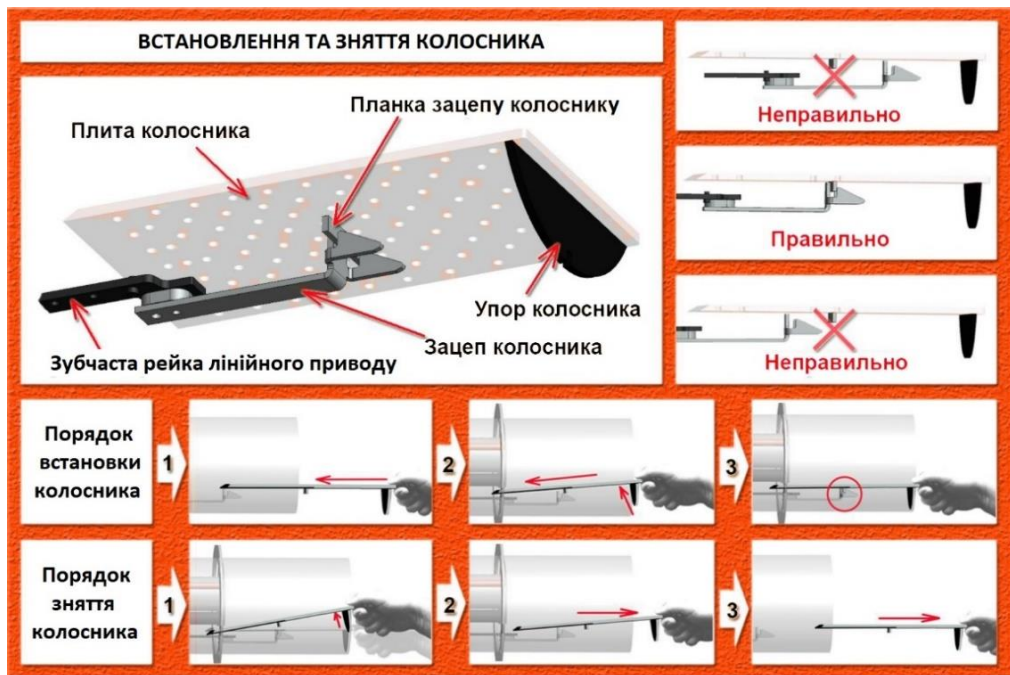 ВСТАНОВЛЕННЯ ТА ЗНЯТТЯ КОЛОСНИКА
Планка зацепу колоснику
Плита колосника
Упор колосника
Зацеп колосника
Зубчаста рейка лінійного приводу
Неправильно
Правильно
Неправильно
Порядок
встановки
колосника
1
2
3
Порядок
зняття
колосника
1
2
3